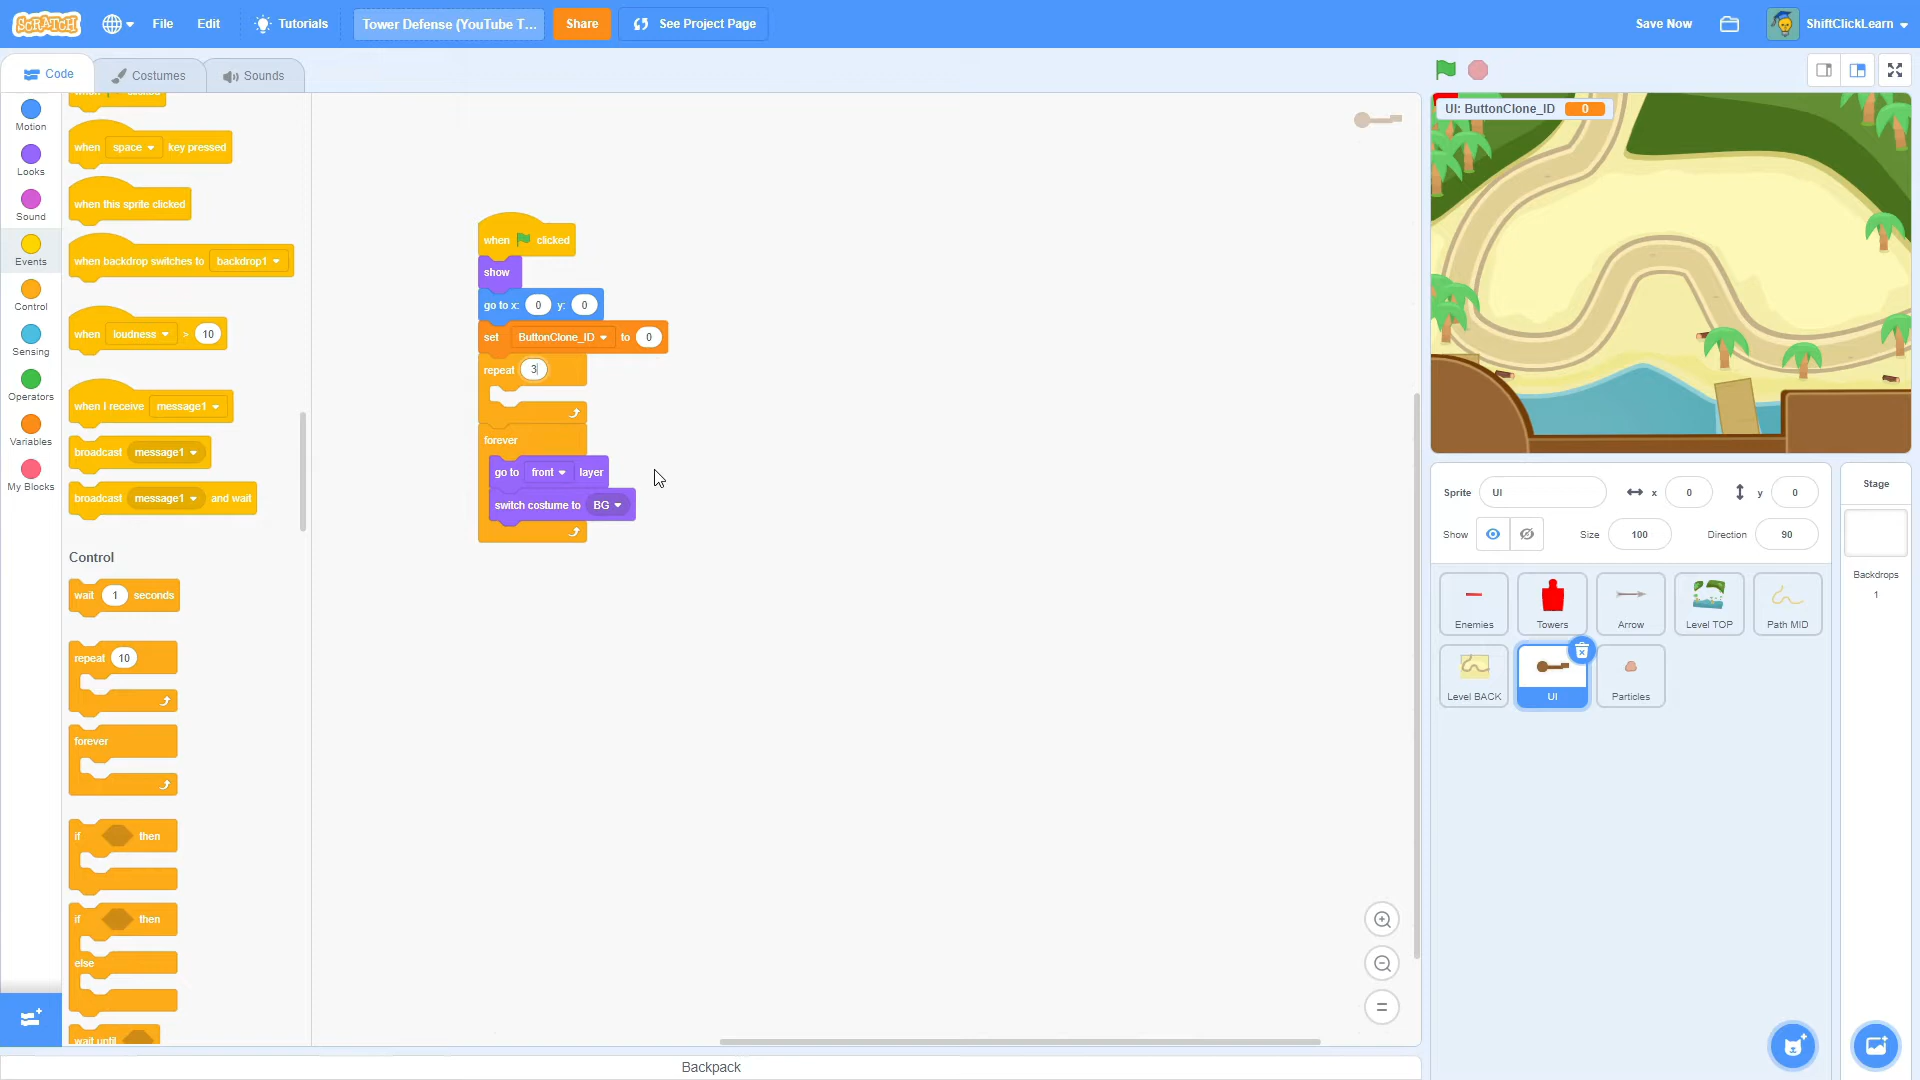 SCRATCH
File
Edit
Tutorials
Tower Defense (YouTube T...
Share
See Project Page
Save Now
ShiftClickLearn
Code
Costumes
Sounds
Motion
Looks
Sound
Events
Control
Sensing
Operators
Variables
My Blocks
when space key pressed
when this sprite clicked
when backdrop switches to backdrop1
when loudness > 10
when I receive message1
broadcast message1
broadcast message1 and wait
Control
wait 1 seconds
repeat 10
forever
if then
if then
else
wait until
when clicked
show
go to x: 0 y: 0
set ButtonClone_ID to 0
repeat 3
forever
go to front layer
switch costume to BG
UI: ButtonClone_ID 0
Sprite UI x 0 y 0
Show Size 100 Direction 90
Enemies
Towers
Arrow
Level TOP
Path MID
Level BACK
UI
Particles
Stage
Backdrops
1
Backpack